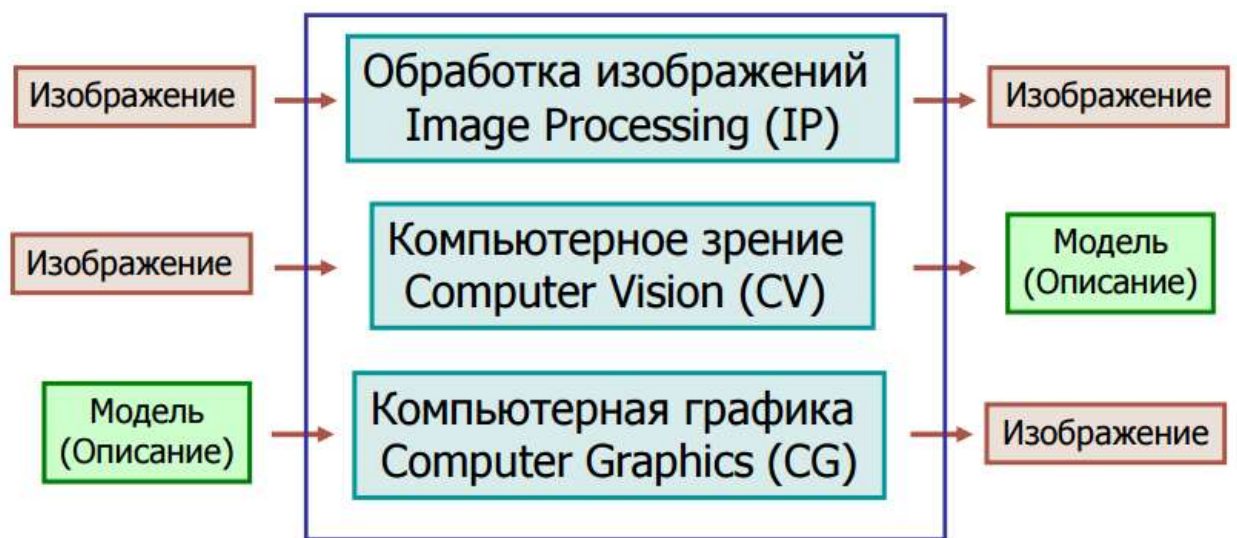 Изображение
Обработка изображений
Image Processing (IP)
Изображение
Изображение
Компьютерное зрение
Computer Vision (CV)
Модель
(Описание)
Модель
(Описание)
Компьютерная графика
Computer Graphics (CG)
Изображение